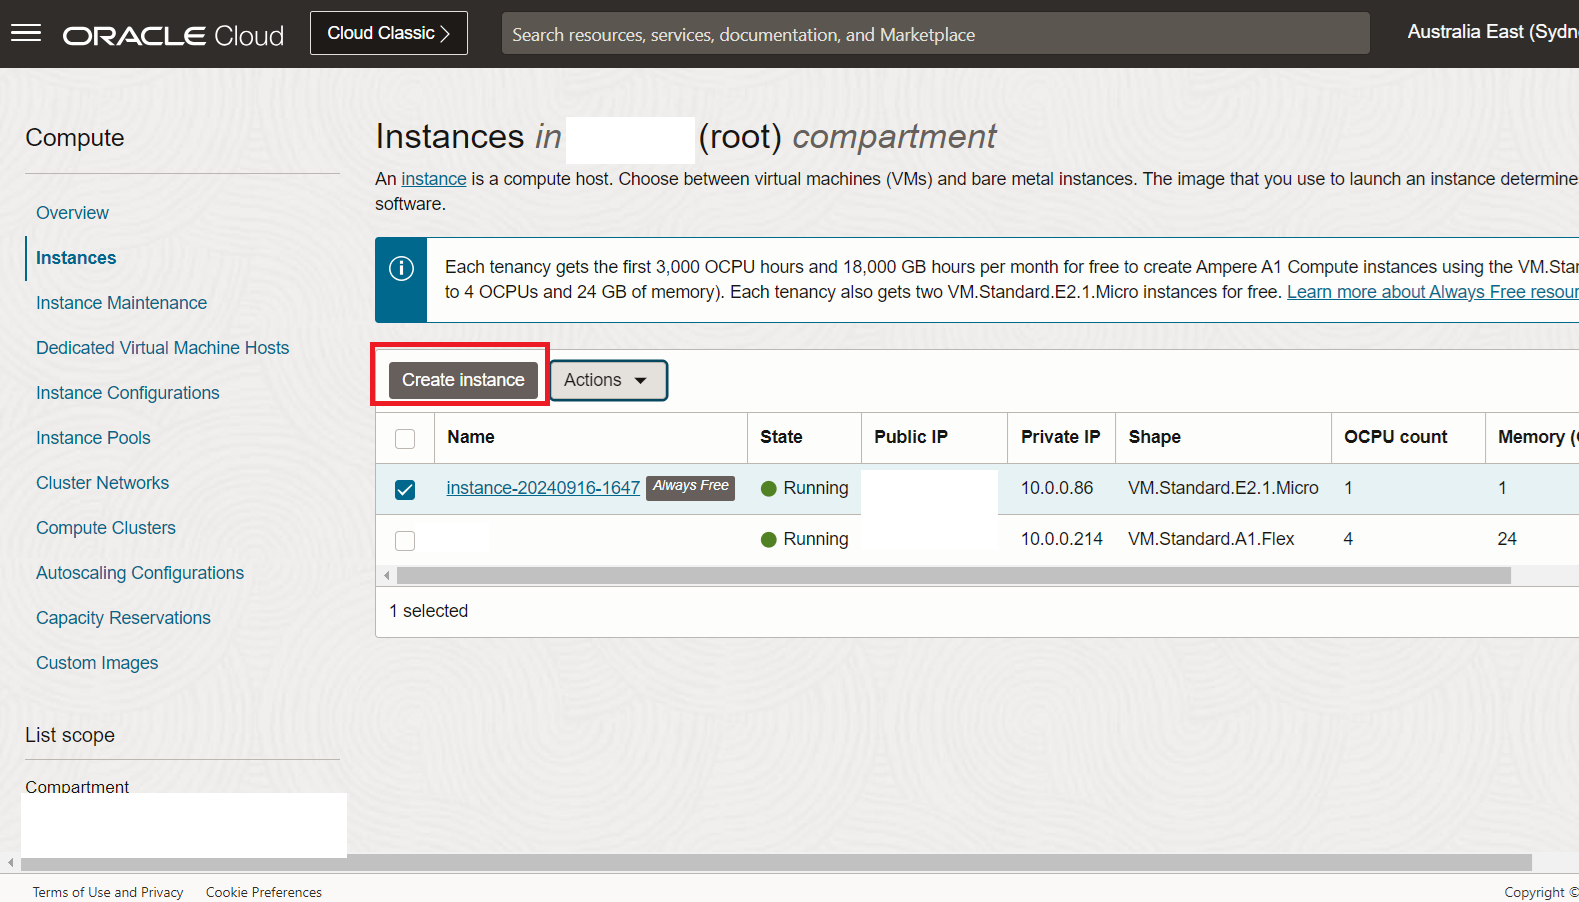 ORACLE Cloud
Cloud Classic
Search resources, services, documentation, and Marketplace
Australia East (Sydn
Compute
Overview
Instances
Instance Maintenance
Dedicated Virtual Machine Hosts
Instance Configurations
Instance Pools
Cluster Networks
Compute Clusters
Autoscaling Configurations
Capacity Reservations
Custom Images
List scope
Compartment
Instances in (root) compartment
An instance is a compute host. Choose between virtual machines (VMs) and bare metal instances. The image that you use to launch an instance determine
software.
Each tenancy gets the first 3,000 OCPU hours and 18,000 GB hours per month for free to create Ampere A1 Compute instances using the VM.Stan
to 4 OCPUs and 24 GB of memory). Each tenancy also gets two VM.Standard.E2.1.Micro instances for free. Learn more about Always Free resour
Create instance Actions
Name State Public IP Private IP Shape OCPU count Memory (
instance-20240916-1647 Always Free Running 10.0.0.86 VM.Standard.E2.1.Micro 1 1
Running 10.0.0.214 VM.Standard.A1.Flex 4 24
1 selected
Terms of Use and Privacy Cookie Preferences Copyright ©